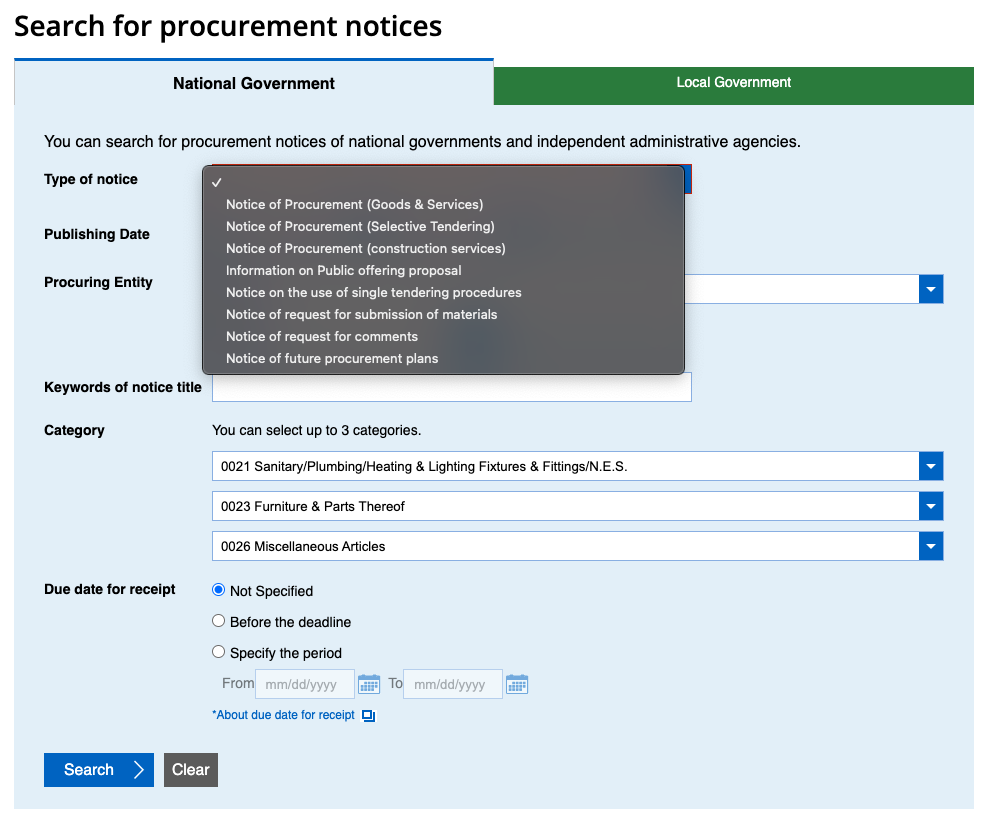 Search for procurement notices
National Government
Local Government
You can search for procurement notices of national governments and independent administrative agencies.
Type of notice
✓
Notice of Procurement (Goods & Services)
Notice of Procurement (Selective Tendering)
Notice of Procurement (construction services)
Information on Public offering proposal
Notice on the use of single tendering procedures
Notice of request for submission of materials
Notice of request for comments
Notice of future procurement plans
Publishing Date
Procuring Entity
Keywords of notice title
Category
You can select up to 3 categories.
0021 Sanitary/Plumbing/Heating & Lighting Fixtures & Fittings/N.E.S.
0023 Furniture & Parts Thereof
0026 Miscellaneous Articles
Due date for receipt
Not Specified
Before the deadline
Specify the period
From mm/dd/yyyy To mm/dd/yyyy
*About due date for receipt
Search
Clear